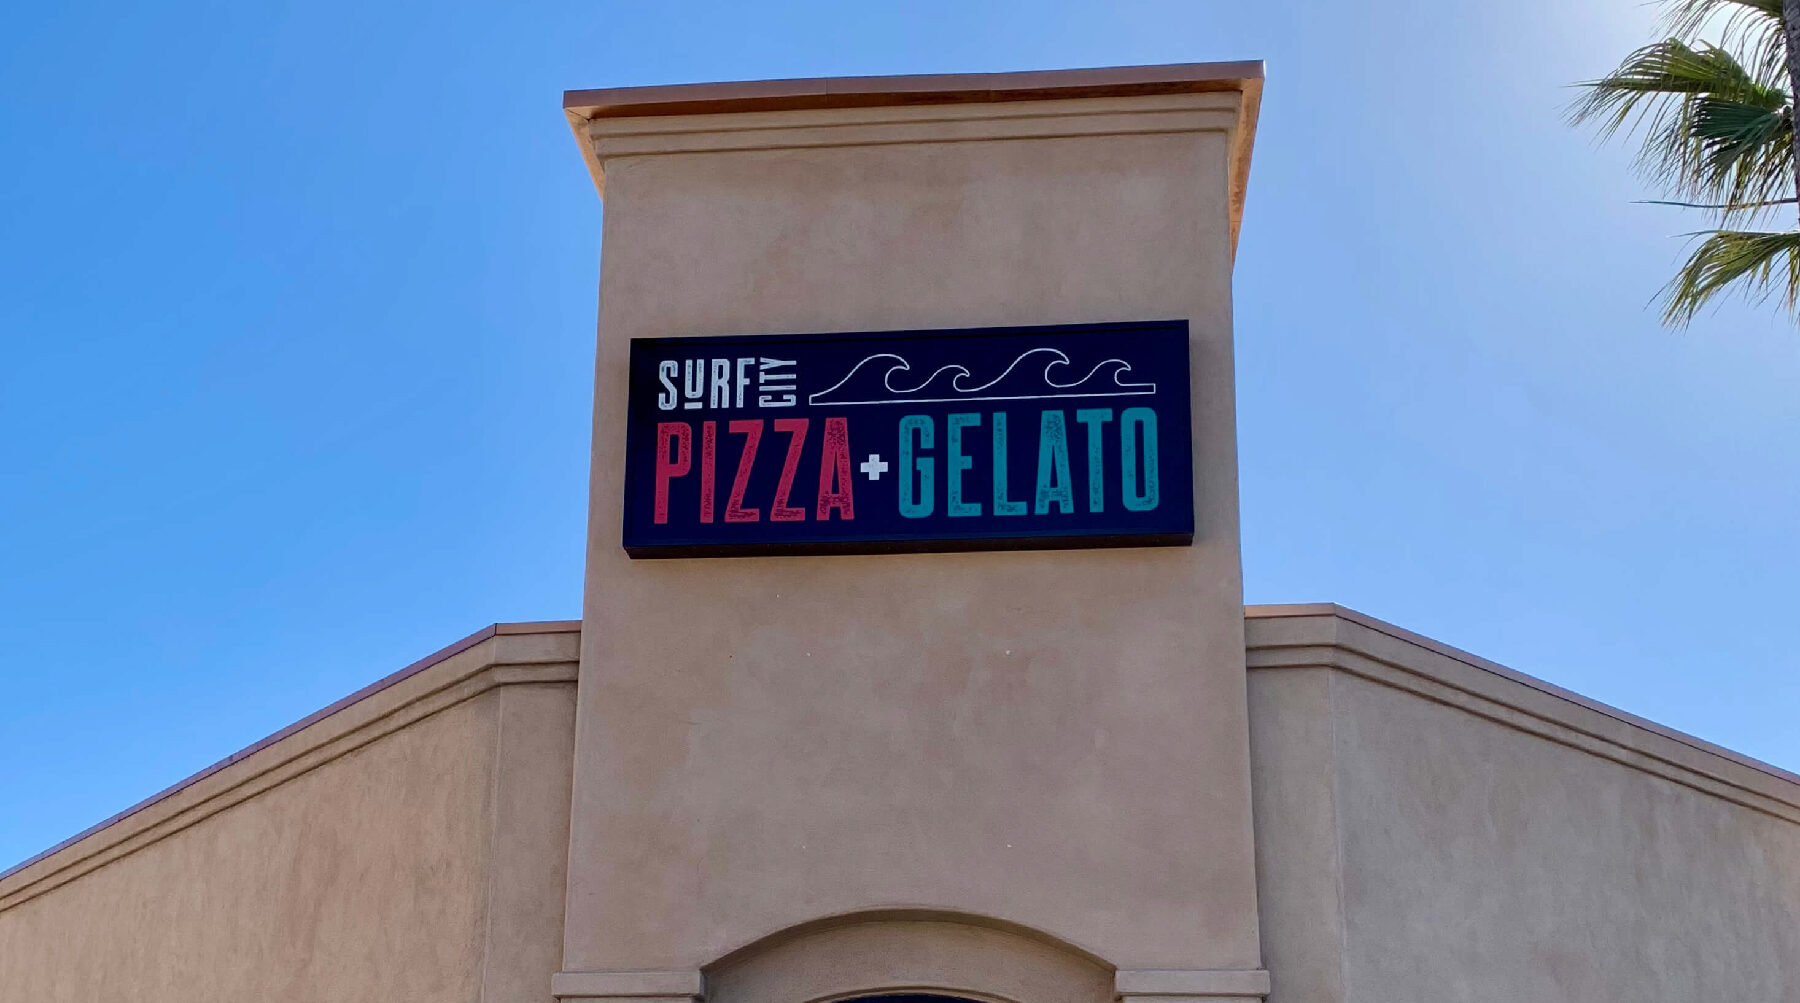 SURF CITY
PIZZA + GELATO